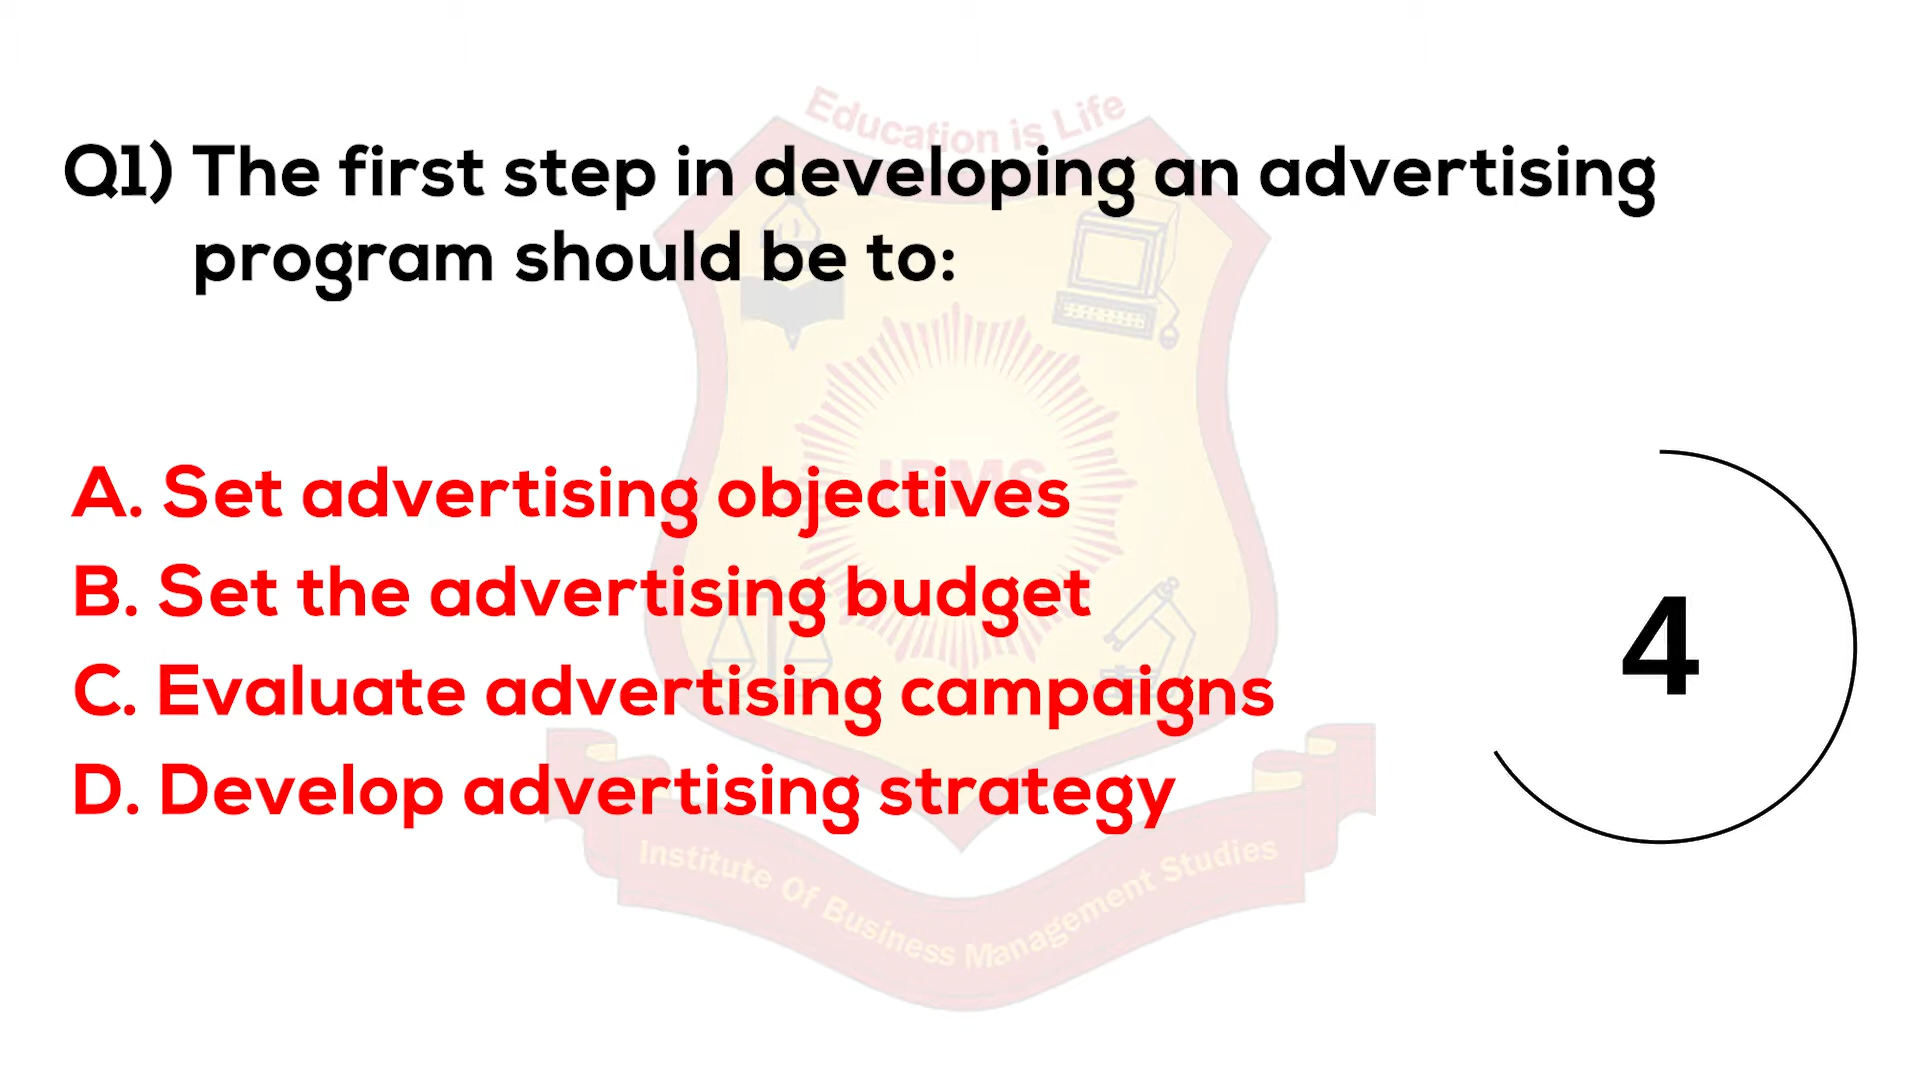 Education is Life
Q1) The first step in developing an advertising
program should be to:
IBMS
A. Set advertising objectives
B. Set the advertising budget
C. Evaluate advertising campaigns
D. Develop advertising strategy
4
Institute Of Business Management Studies